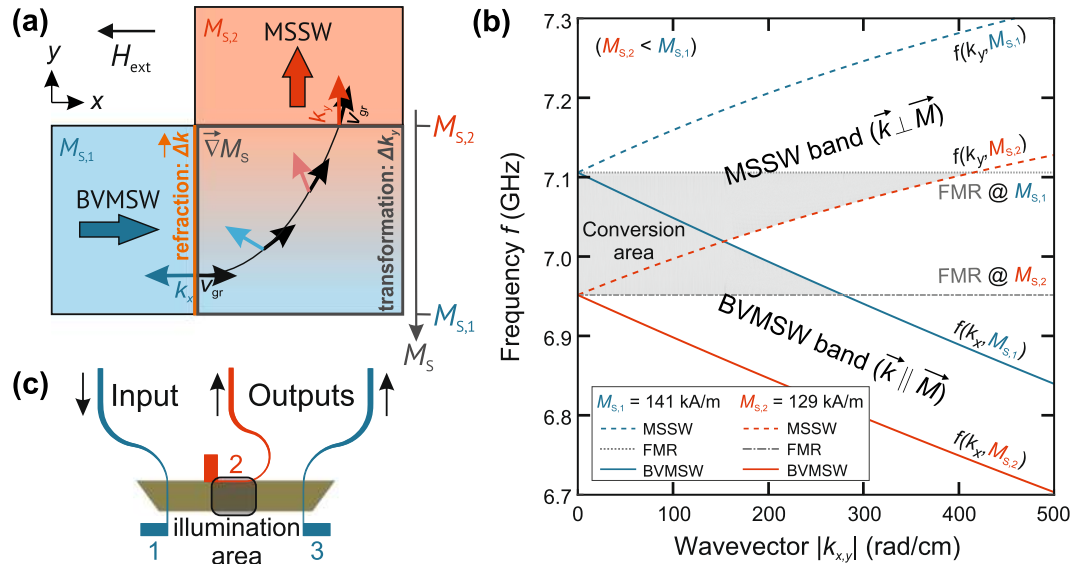 (a)
H_ext
y
x
M_S,2
MSSW
k_y
v_gr
M_S,2
M_S,1
BVMSW
refraction: Δk
∇M_S
transformation: Δk_y
k_x
v_gr
M_S,1
M_S
(b)
Frequency f (GHz)
7.3
7.2
7.1
7.0
6.9
6.8
6.7
(M_S,2 < M_S,1)
f(k_y,M_S,1)
MSSW band (k ⊥ M)
f(k_y,M_S,2)
FMR @ M_S,1
Conversion
area
FMR @ M_S,2
BVMSW band (k || M)
f(k_x,M_S,1)
f(k_x,M_S,2)
M_S,1 = 141 kA/m M_S,2 = 129 kA/m
MSSW MSSW
FMR FMR
BVMSW BVMSW
0 100 200 300 400 500
Wavevector |k_x,y| (rad/cm)
(c)
Input Outputs
2
illumination
area
1 3